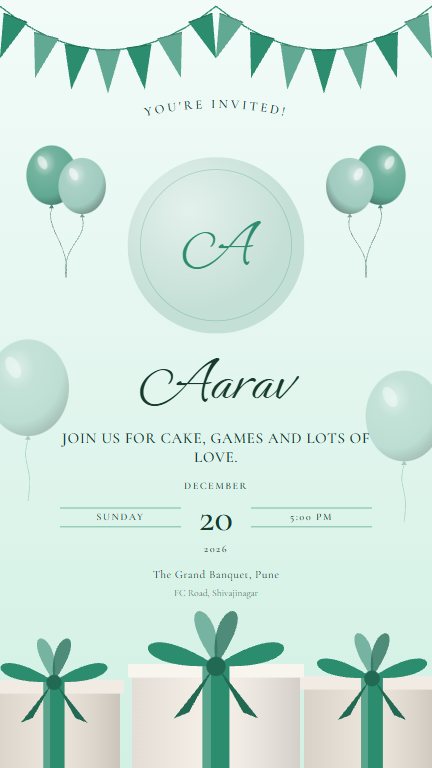 YOU'RE INVITED!
A
Aarav
JOIN US FOR CAKE, GAMES AND LOTS OF
LOVE.
DECEMBER
SUNDAY
20
5:00 PM
2026
The Grand Banquet, Pune
FC Road, Shivajinagar